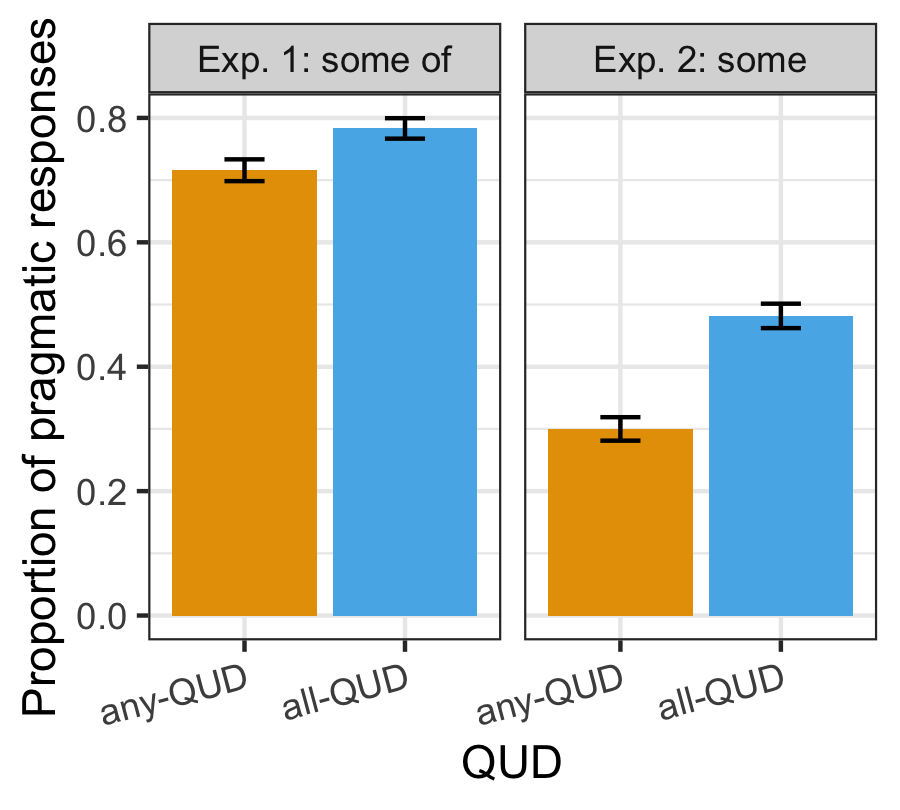 Exp. 1: some of
Exp. 2: some
Proportion of pragmatic responses
0.8
0.6
0.4
0.2
0.0
any-QUD
all-QUD
any-QUD
all-QUD
QUD